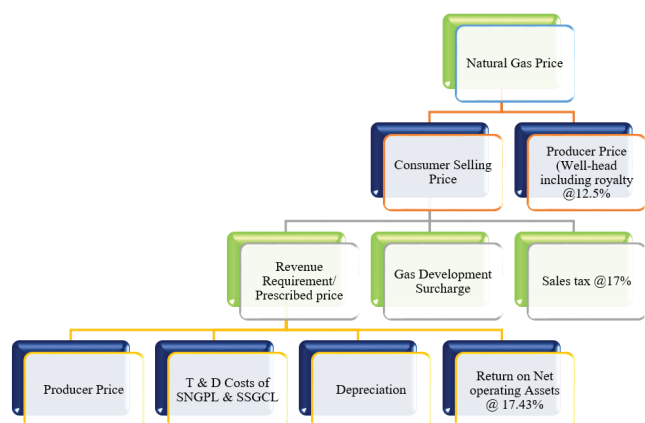 Natural Gas Price
Consumer Selling
Price
Producer Price
(Well-head
including royalty
@12.5%
Revenue
Requirement/
Prescribed price
Gas Development
Surcharge
Sales tax @17%
Producer Price
T & D Costs of
SNGPL & SSGCL
Depreciation
Return on Net
operating Assets
@ 17.43%